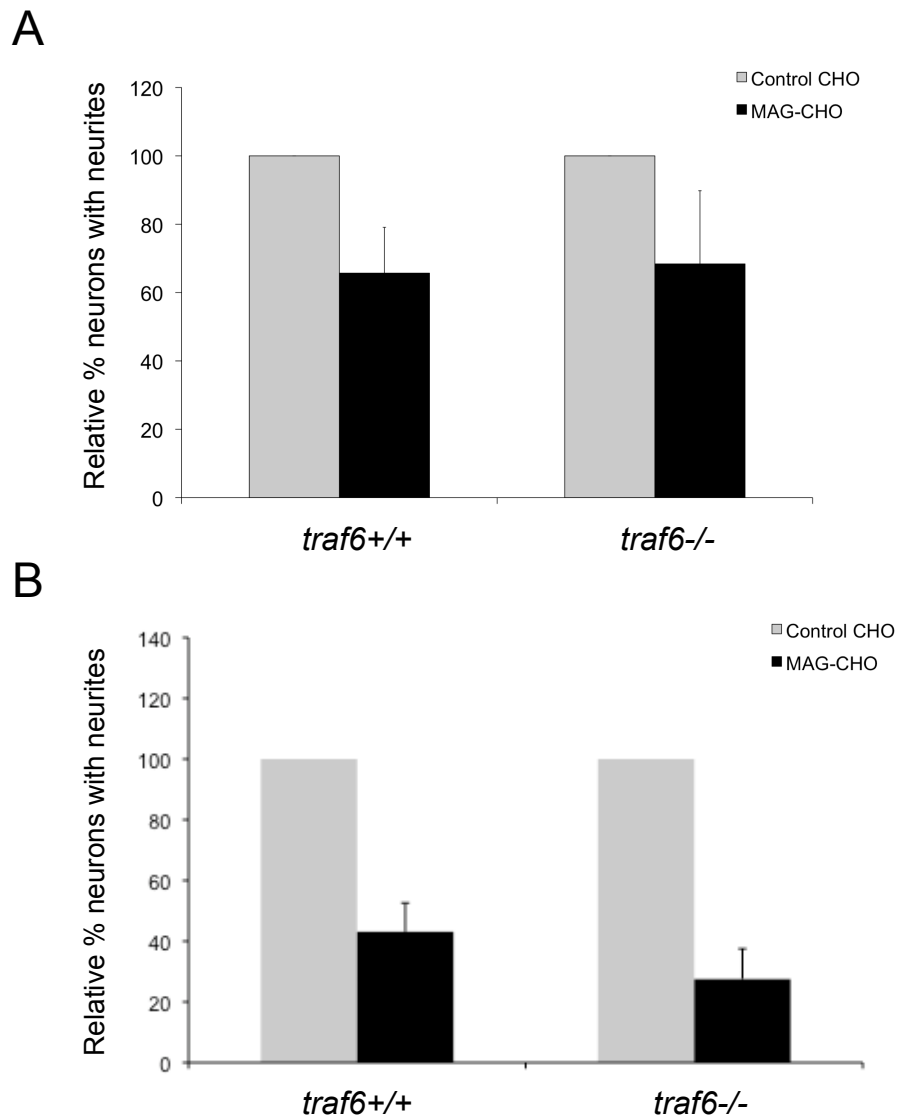 A
Control CHO
MAG-CHO
Relative % neurons with neurites
120
100
80
60
40
20
0
traf6+/+ traf6-/-
B
Control CHO
MAG-CHO
Relative % neurons with neurites
140
120
100
80
60
40
20
0
traf6+/+ traf6-/-